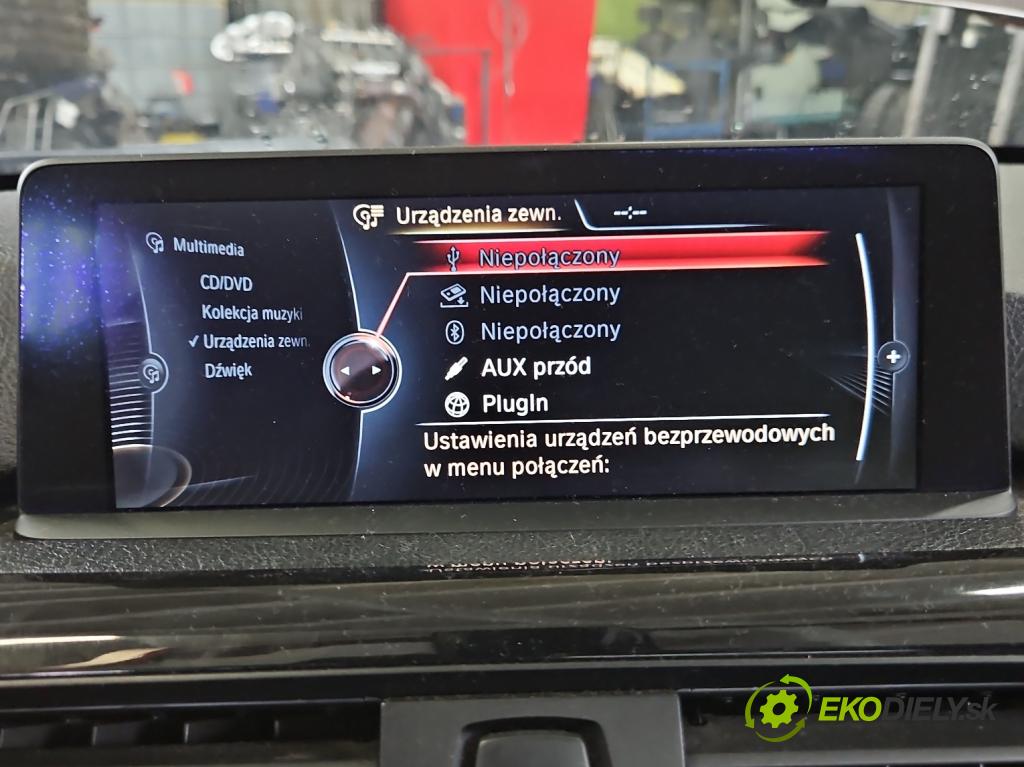 Urządzenia zewn.
--:--
Multimedia
CD/DVD
Kolekcja muzyki
✓ Urządzenia zewn.
Dźwięk
Niepołączony
Niepołączony
Niepołączony
AUX przód
PlugIn
Ustawienia urządzeń bezprzewodowych
w menu połączeń:
EKODIELY.sk